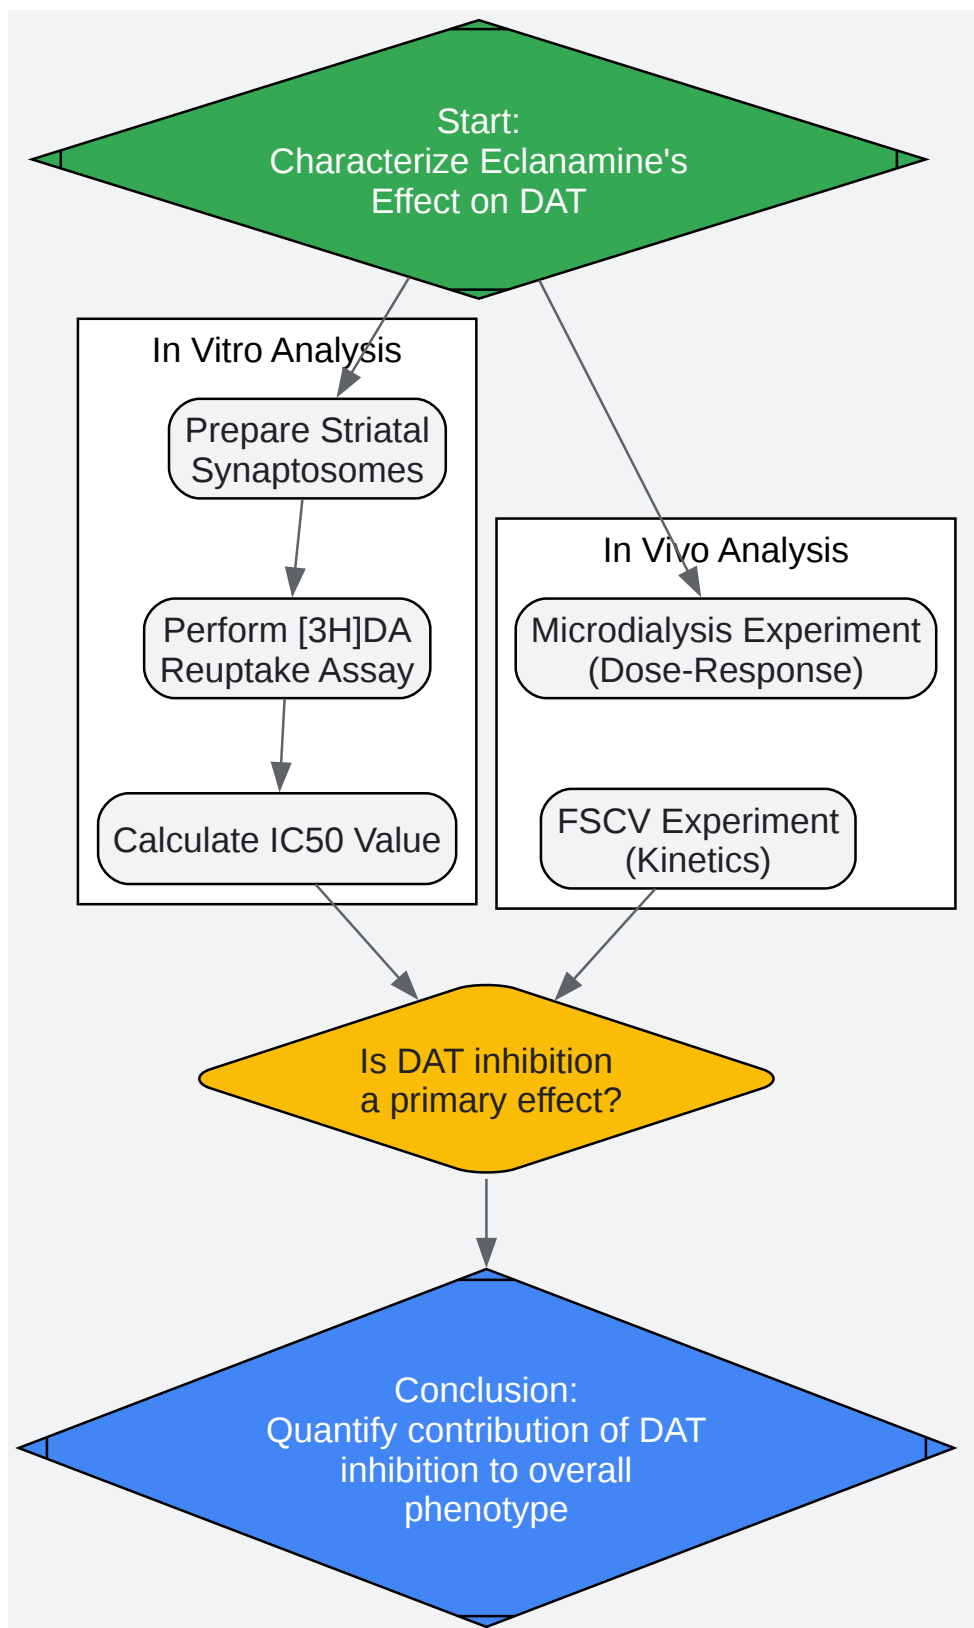 Start:
Characterize Eclanamine's
Effect on DAT
In Vitro Analysis
Prepare Striatal
Synaptosomes
Perform [3H]DA
Reuptake Assay
Calculate IC50 Value
In Vivo Analysis
Microdialysis Experiment
(Dose-Response)
FSCV Experiment
(Kinetics)
Is DAT inhibition
a primary effect?
Conclusion:
Quantify contribution of DAT
inhibition to overall
phenotype